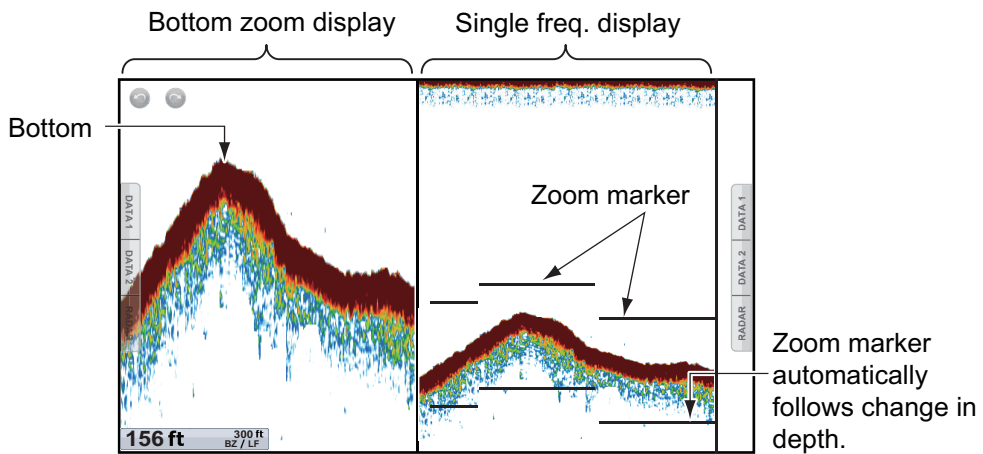 Bottom zoom display
Single freq. display
Bottom
Zoom marker
DATA 1
DATA 2
RADAR
DATA 1
DATA 2
RADAR
Zoom marker
automatically
follows change in
depth.
156 ft
300 ft
BZ / LF